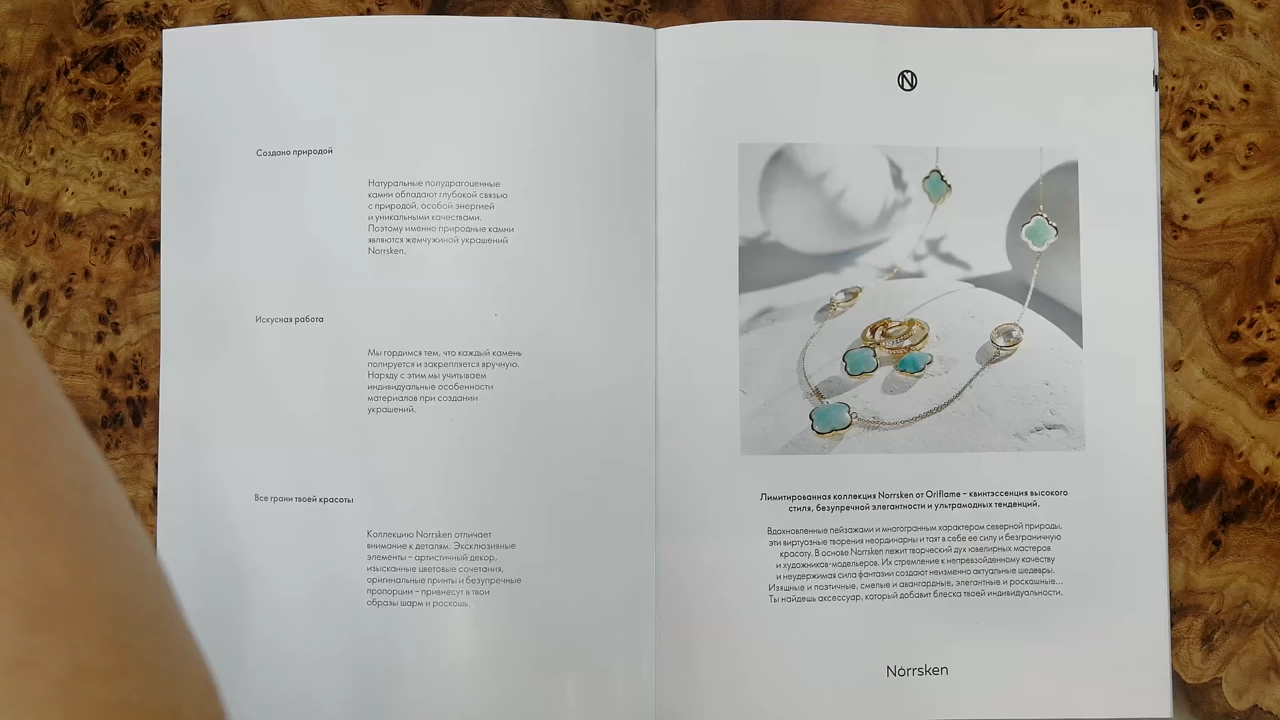 Создано природой
Натуральные полудрагоценные
камни обладают глубокой связью
с природой, особой энергией
и уникальными качествами.
Поэтому именно природные камни
являются жемчужиной украшений
Norrsken.
Искусная работа
Мы гордимся тем, что каждый камень
полируется и закрепляется вручную.
Наряду с этим мы учитываем
индивидуальные особенности
материалов при создании
украшений.
Все грани твоей красоты
Коллекцию Norrsken отличает
внимание к деталям. Эксклюзивные
элементы – артистичный декор,
изысканные цветовые сочетания,
оригинальные принты и безупречные
пропорции – привнесут в твои
образы шарм и роскошь.
N
Лимитированная коллекция Norrsken от Oriflame – квинтэссенция высокого
стиля, безупречной элегантности и ультрамодных тенденций.
Вдохновленные пейзажами и многогранным характером северной природы,
эти виртуозные творения неординарны и таят в себе ее силу и безграничную
красоту. В основе Norrsken лежит творческий дух ювелирных мастеров
и художников-модельеров. Их стремление к непревзойденному качеству
и неудержимая сила фантазии создают неизменно актуальные шедевры.
Изящные и поэтичные, смелые и авангардные, элегантные и роскошные...
Ты найдешь аксессуар, который добавит блеска твоей индивидуальности.
Norrsken